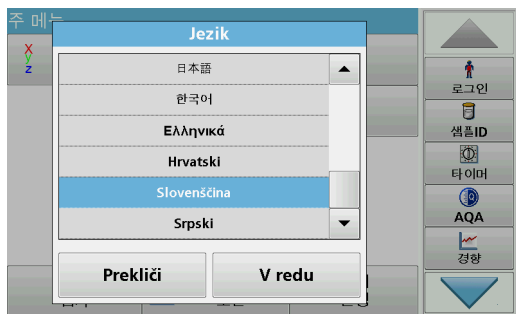 주 메뉴
Jezik
x
y
z
日本語
한국어
Ελληνικά
Hrvatski
Slovenščina
Srpski
Prekliči
V redu
로그인
샘플ID
타이머
AQA
경향